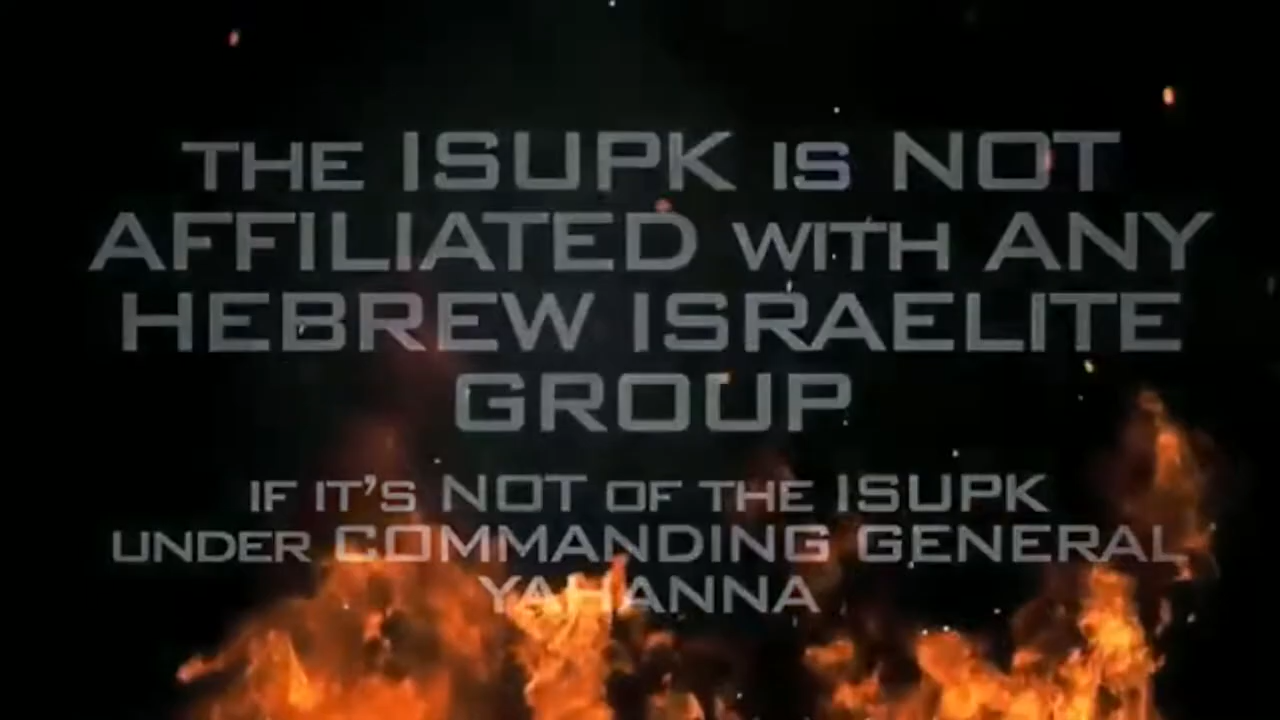 THE ISUPK IS NOT
AFFILIATED WITH ANY
HEBREW ISRAELITE
GROUP
IF IT'S NOT OF THE ISUPK
UNDER COMMANDING GENERAL
YAHANNA